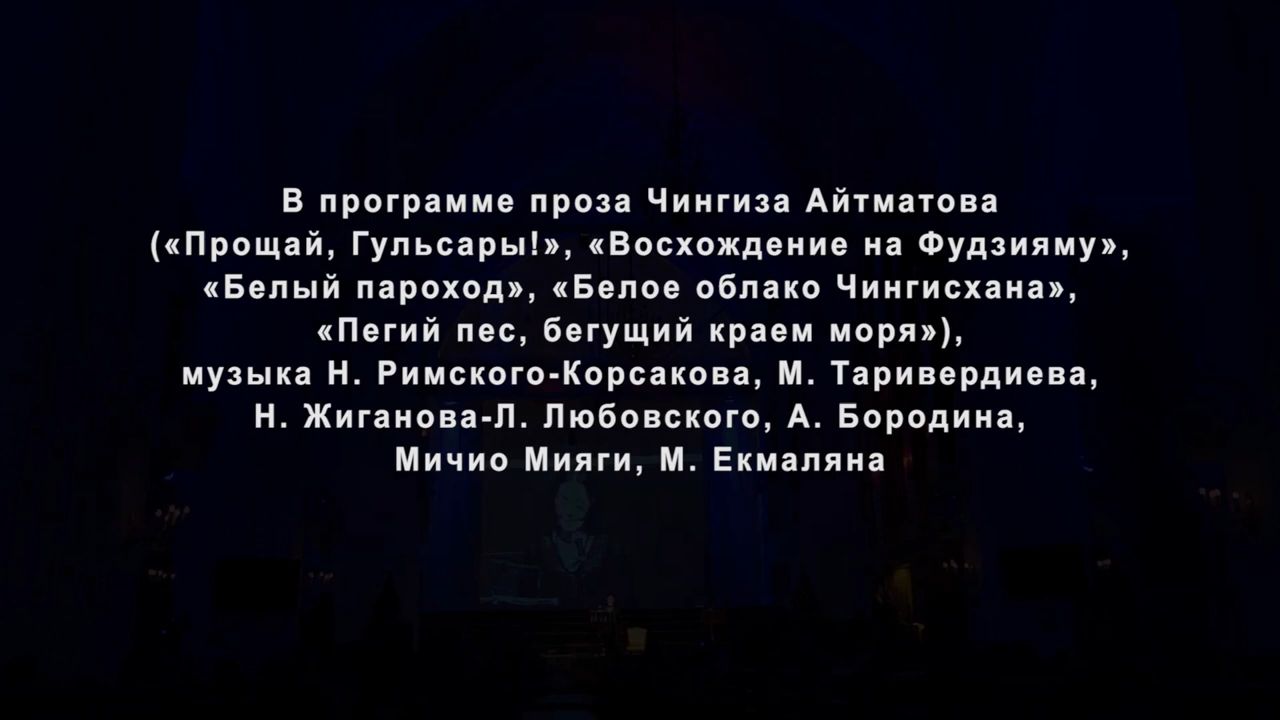 В программе проза Чингиза Айтматова
(«Прощай, Гульсары!», «Восхождение на Фудзияму»,
«Белый пароход», «Белое облако Чингисхана»,
«Пегий пес, бегущий краем моря»),
музыка Н. Римского-Корсакова, М. Таривердиева,
Н. Жиганова-Л. Любовского, А. Бородина,
Мичио Мияги, М. Екмаляна